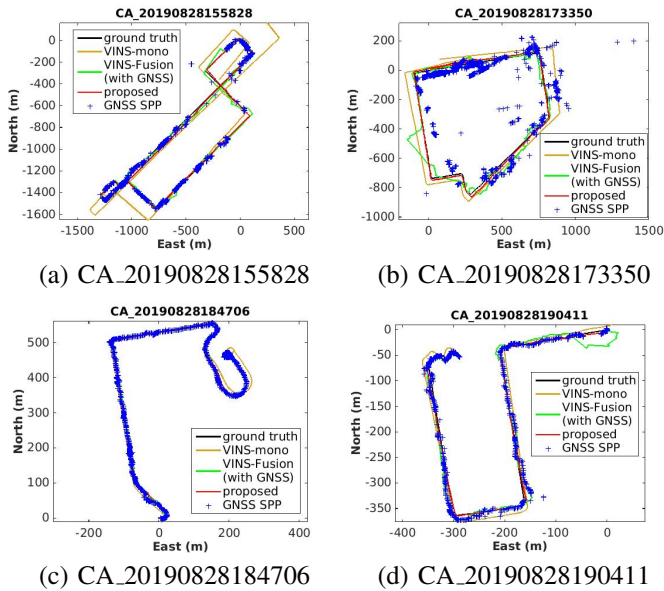 CA_20190828155828
0
-200
-400
-600
-800
-1000
-1200
-1400
-1600
North (m)
ground truth
VINS-mono
VINS-Fusion
(with GNSS)
proposed
GNSS SPP
-1500
-1000
-500
0
500
East (m)
(a) CA_20190828155828
CA_20190828173350
200
0
-200
-400
-600
-800
-1000
North (m)
ground truth
VINS-mono
VINS-Fusion
(with GNSS)
proposed
GNSS SPP
0
500
1000
1500
East (m)
(b) CA_20190828173350
CA_20190828184706
500
400
300
200
100
0
North (m)
ground truth
VINS-mono
VINS-Fusion
(with GNSS)
proposed
GNSS SPP
-200
0
200
400
East (m)
(c) CA_20190828184706
CA_20190828190411
0
-50
-100
-150
-200
-250
-300
-350
North (m)
ground truth
VINS-mono
VINS-Fusion
(with GNSS)
proposed
GNSS SPP
-400
-200
0
East (m)
(d) CA_20190828190411